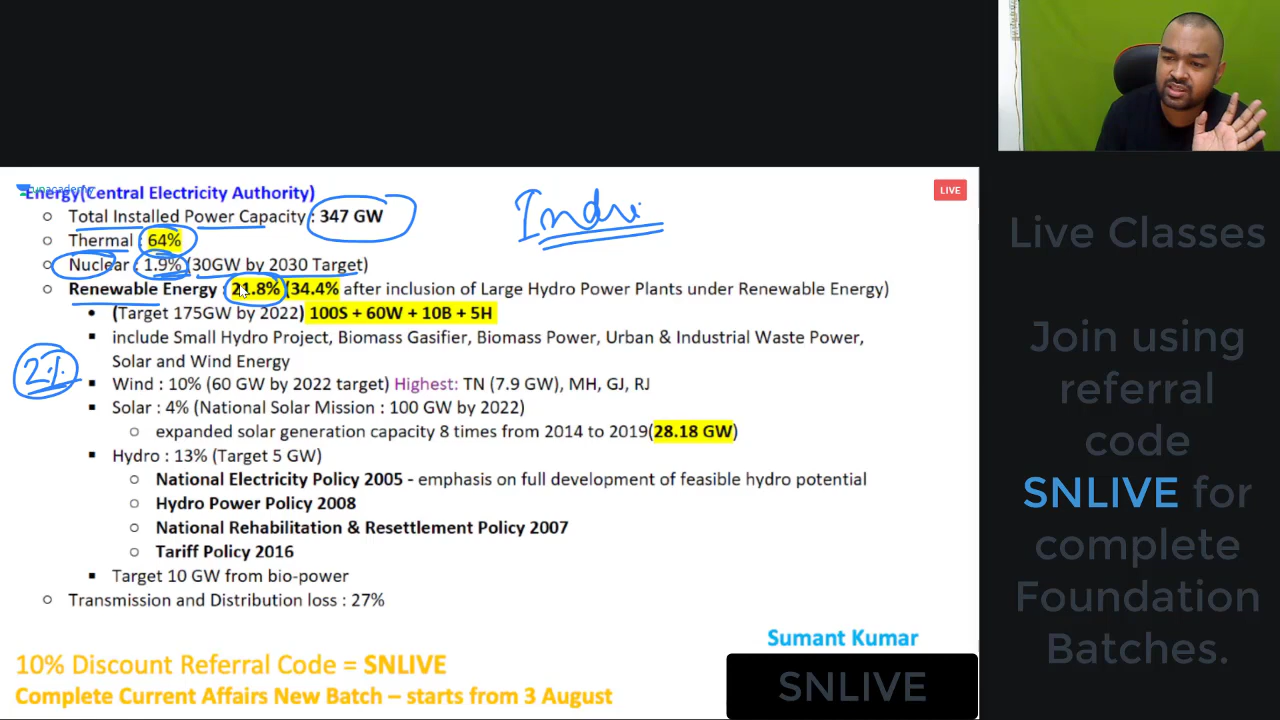 Energy(Central Electricity Authority)
○ Total Installed Power Capacity : 347 GW
○ Thermal : 64%
○ Nuclear : 1.9% (30GW by 2030 Target)
○ Renewable Energy : 21.8% (34.4% after inclusion of Large Hydro Power Plants under Renewable Energy)
• (Target 175GW by 2022) 100S + 60W + 10B + 5H
▪ include Small Hydro Project, Biomass Gasifier, Biomass Power, Urban & Industrial Waste Power,
Solar and Wind Energy
2%
▪ Wind : 10% (60 GW by 2022 target) Highest: TN (7.9 GW), MH, GJ, RJ
▪ Solar : 4% (National Solar Mission : 100 GW by 2022)
○ expanded solar generation capacity 8 times from 2014 to 2019(28.18 GW)
▪ Hydro : 13% (Target 5 GW)
○ National Electricity Policy 2005 - emphasis on full development of feasible hydro potential
○ Hydro Power Policy 2008
○ National Rehabilitation & Resettlement Policy 2007
○ Tariff Policy 2016
▪ Target 10 GW from bio-power
○ Transmission and Distribution loss : 27%
LIVE
Sumant Kumar
10% Discount Referral Code = SNLIVE
Complete Current Affairs New Batch – starts from 3 August
SNLIVE
Live Classes
Join using
referral
code
SNLIVE for
complete
Foundation
Batches.